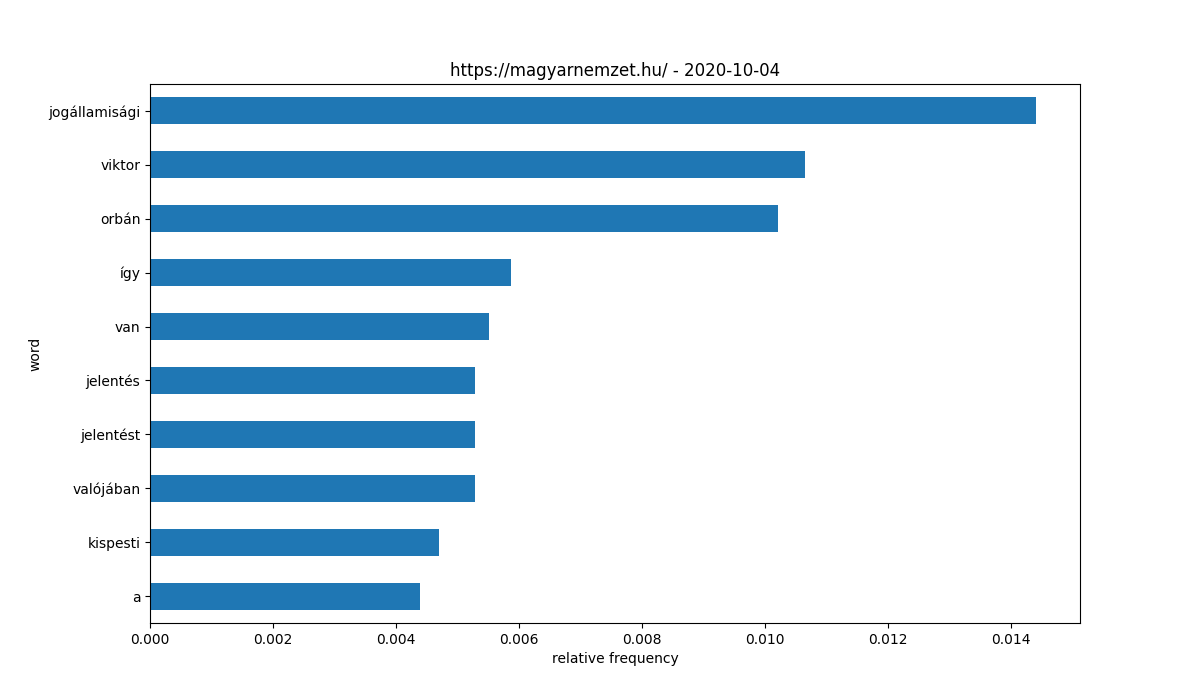 https://magyarnemzet.hu/ - 2020-10-04
jogállamisági
viktor
orbán
így
van
jelentés
jelentést
valójában
kispesti
a
word
0.000 0.002 0.004 0.006 0.008 0.010 0.012 0.014
relative frequency